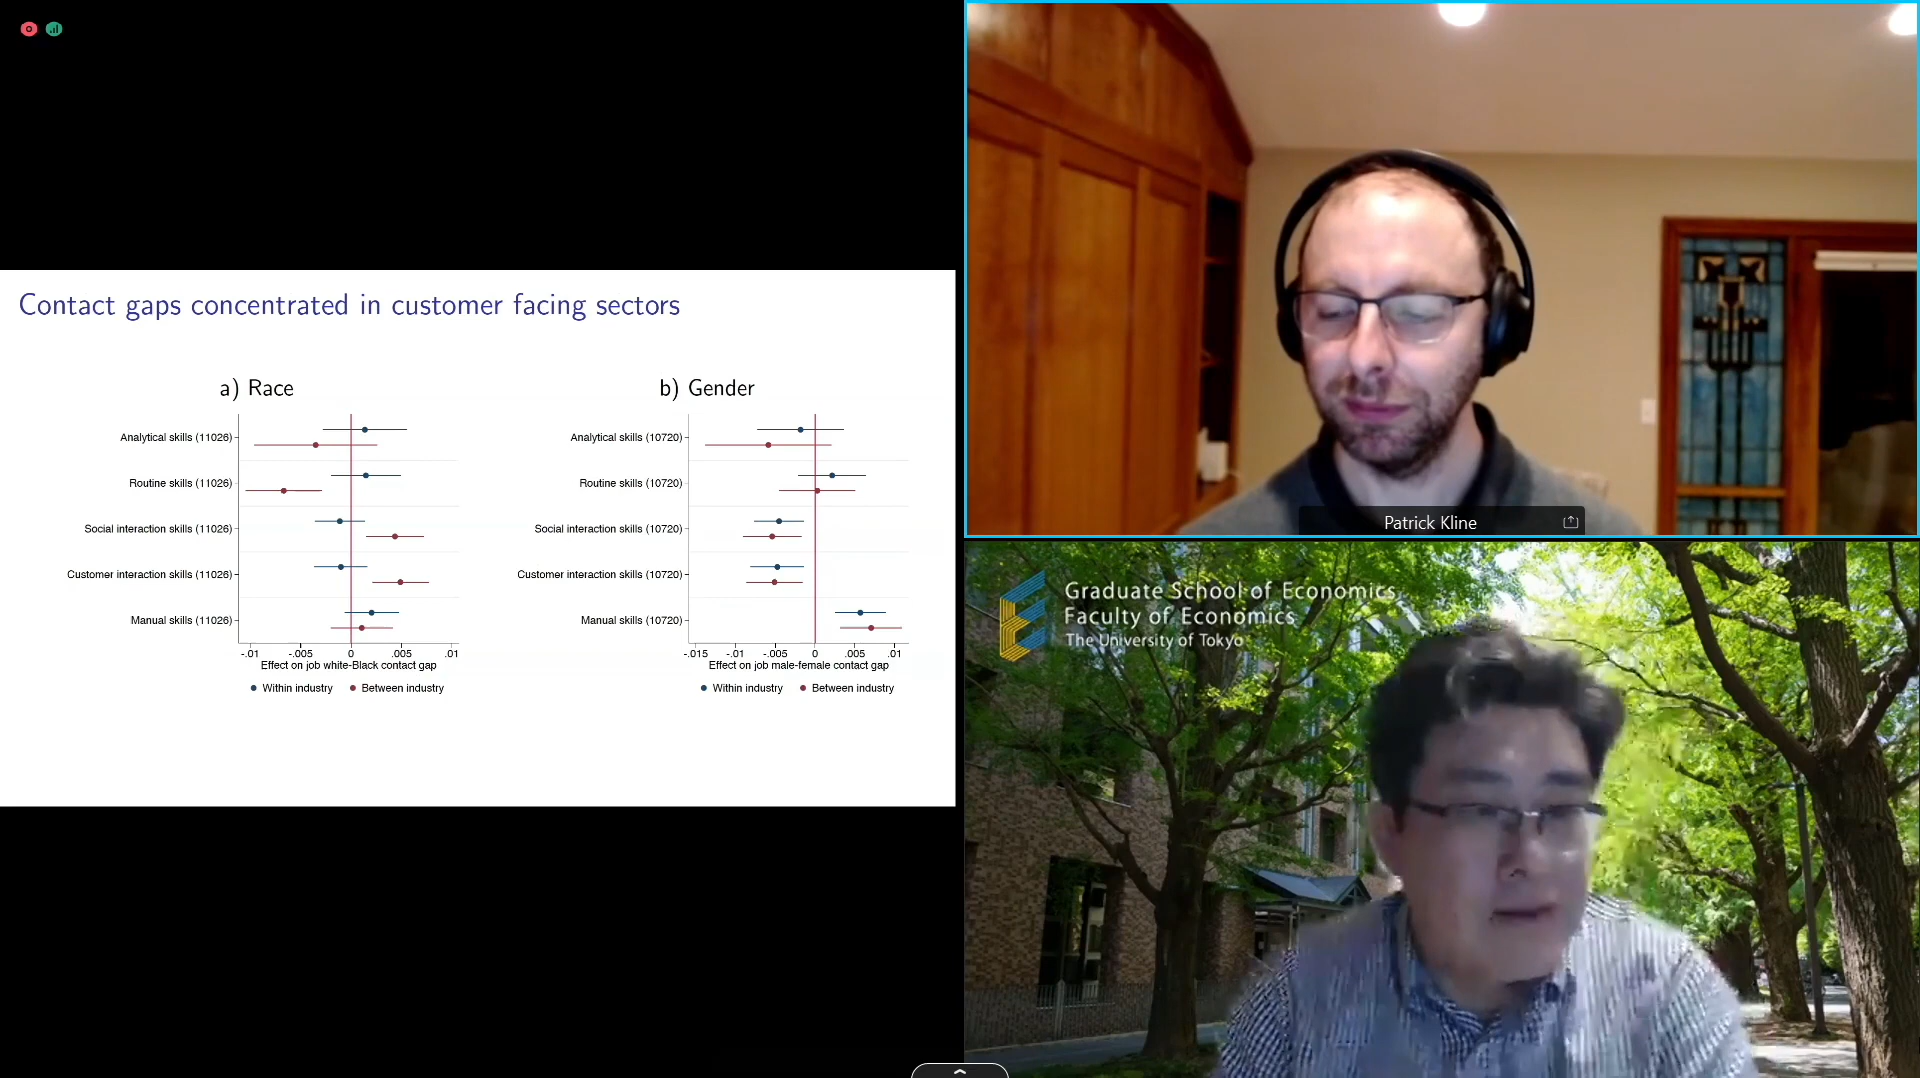 Contact gaps concentrated in customer facing sectors
a) Race
Analytical skills (11026)
Routine skills (11026)
Social interaction skills (11026)
Customer interaction skills (11026)
Manual skills (11026)
-.01 -.005 0 .005 .01
Effect on job white-Black contact gap
Within industry Between industry
b) Gender
Analytical skills (10720)
Routine skills (10720)
Social interaction skills (10720)
Customer interaction skills (10720)
Manual skills (10720)
-.015 -.01 -.005 0 .005 .01
Effect on job male-female contact gap
Within industry Between industry
Patrick Kline
Graduate School of Economics
Faculty of Economics
The University of Tokyo